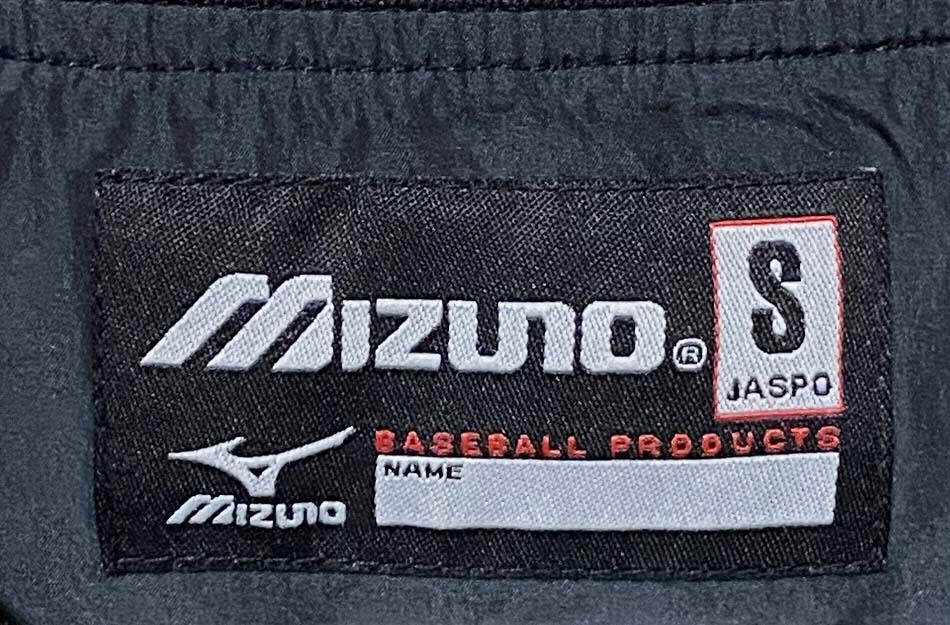 MIZUNO®
S
JASPO
BASEBALL PRODUCTS
NAME
MIZUNO